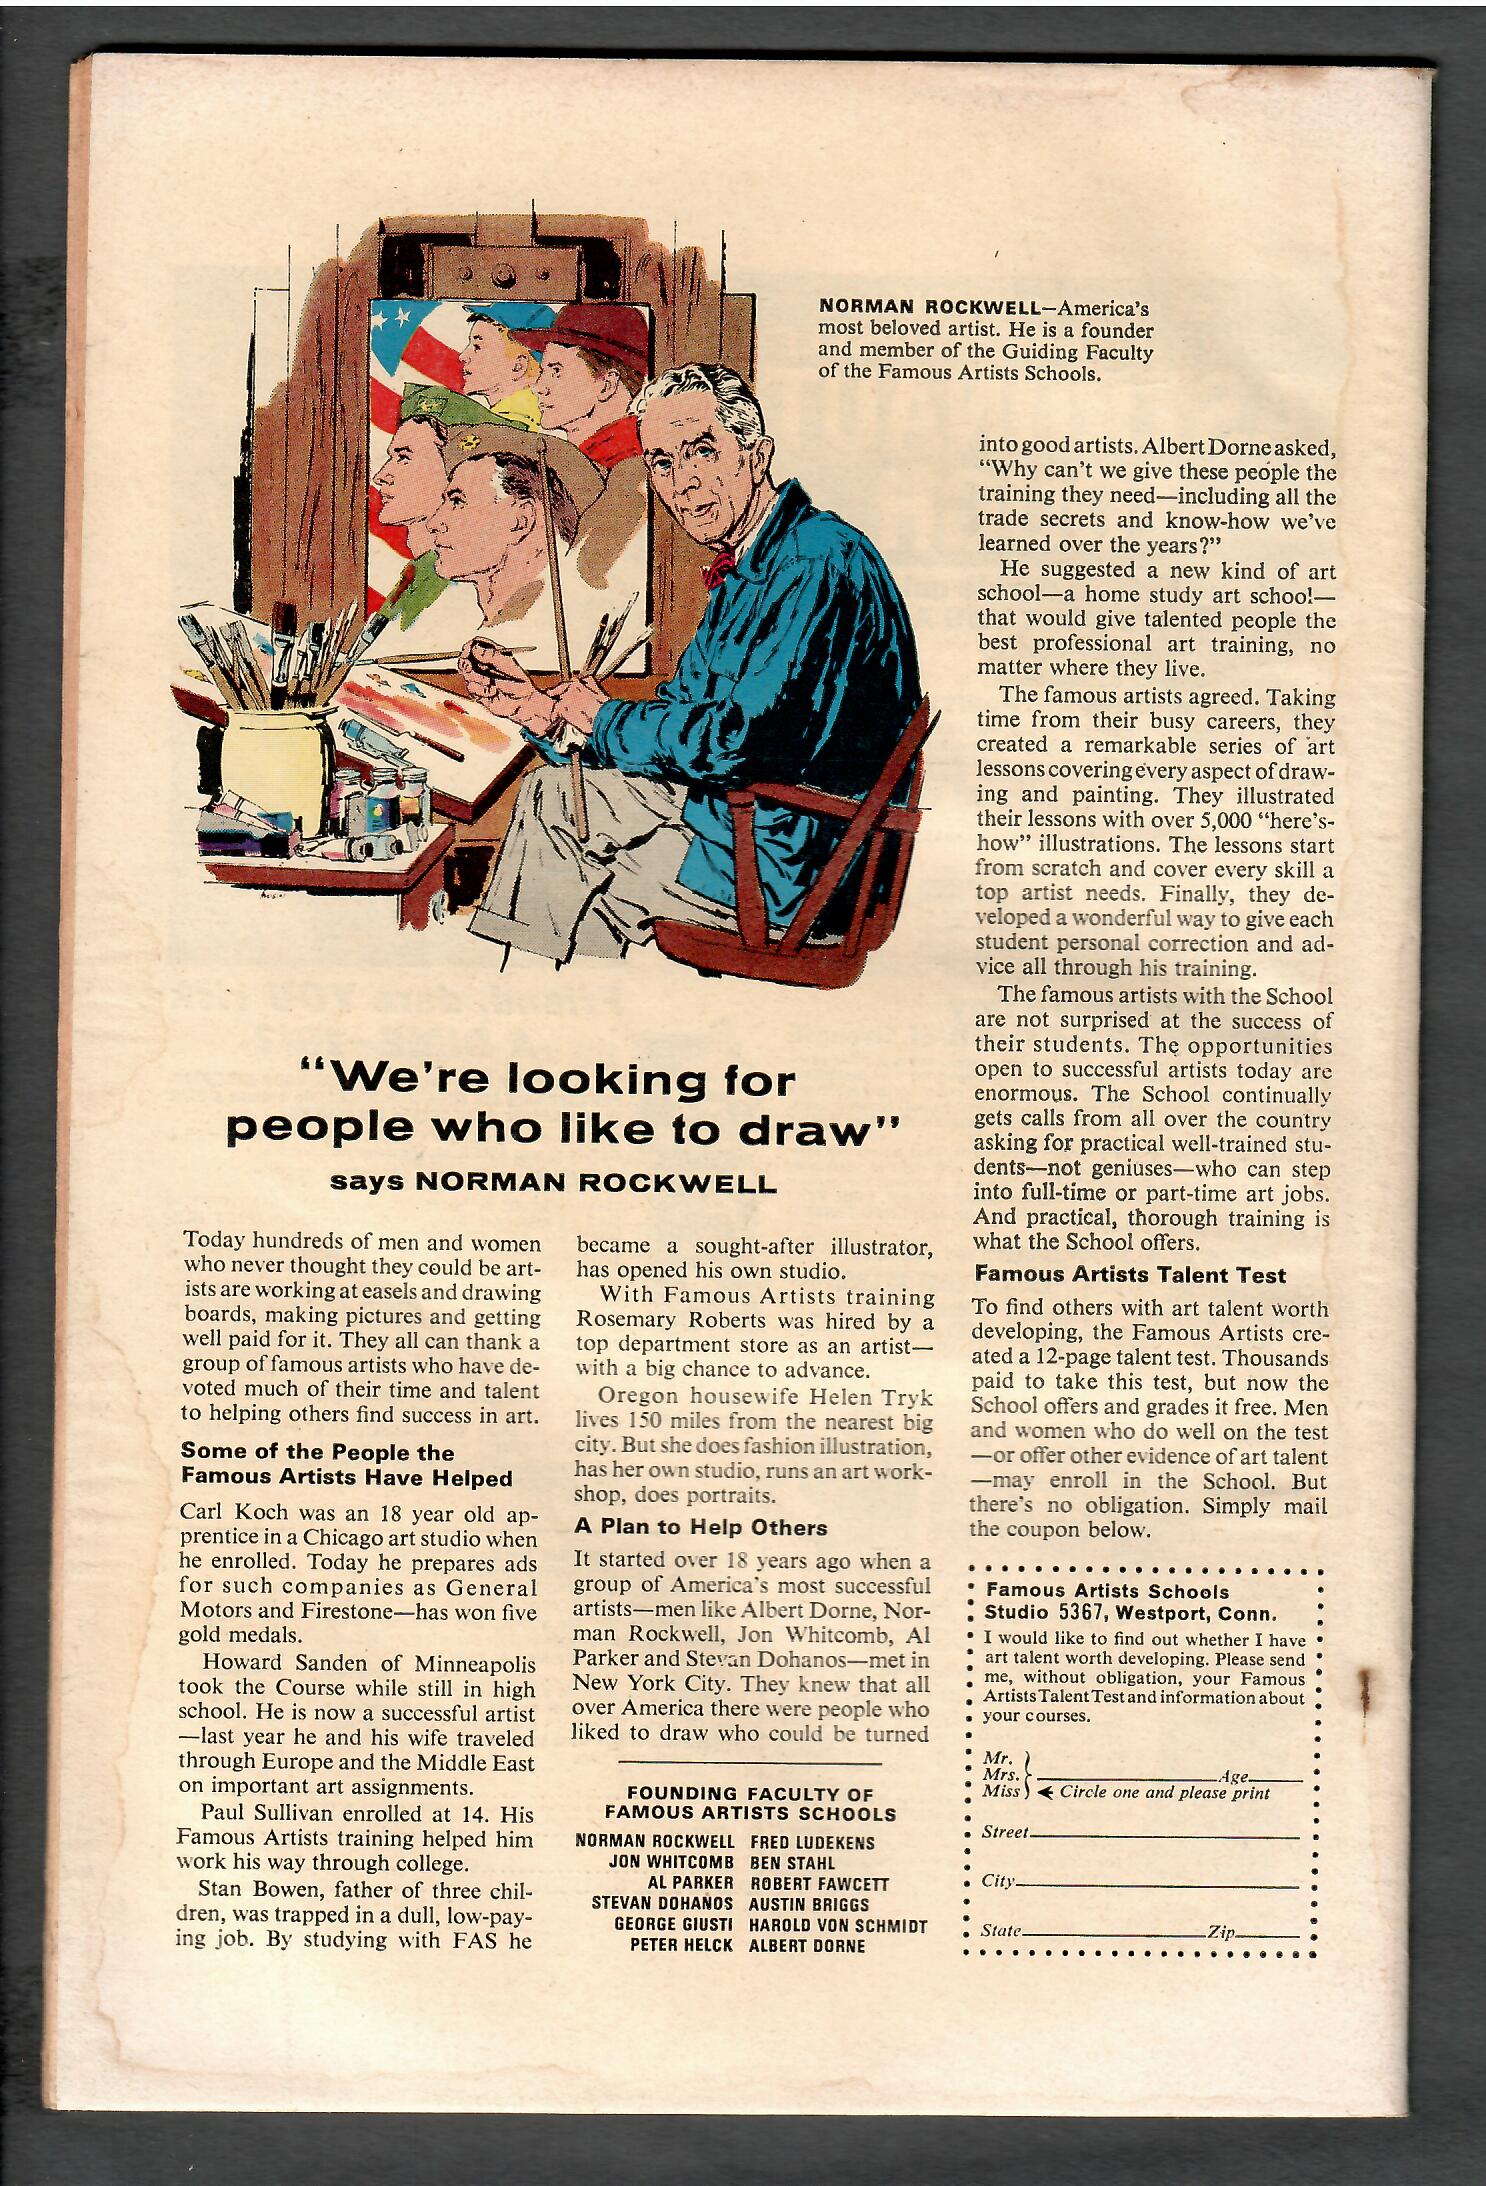 NORMAN ROCKWELL—America's
most beloved artist. He is a founder
and member of the Guiding Faculty
of the Famous Artists Schools.
"We're looking for
people who like to draw"
says NORMAN ROCKWELL
Today hundreds of men and women
who never thought they could be art-
ists are working at easels and drawing
boards, making pictures and getting
well paid for it. They all can thank a
group of famous artists who have de-
voted much of their time and talent
to helping others find success in art.
Some of the People the
Famous Artists Have Helped
Carl Koch was an 18 year old ap-
prentice in a Chicago art studio when
he enrolled. Today he prepares ads
for such companies as General
Motors and Firestone—has won five
gold medals.
Howard Sanden of Minneapolis
took the Course while still in high
school. He is now a successful artist
—last year he and his wife traveled
through Europe and the Middle East
on important art assignments.
Paul Sullivan enrolled at 14. His
Famous Artists training helped him
work his way through college.
Stan Bowen, father of three chil-
dren, was trapped in a dull, low-pay-
ing job. By studying with FAS he
became a sought-after illustrator,
has opened his own studio.
With Famous Artists training
Rosemary Roberts was hired by a
top department store as an artist—
with a big chance to advance.
Oregon housewife Helen Tryk
lives 150 miles from the nearest big
city. But she does fashion illustration,
has her own studio, runs an art work-
shop, does portraits.
A Plan to Help Others
It started over 18 years ago when a
group of America's most successful
artists—men like Albert Dorne, Nor-
man Rockwell, Jon Whitcomb, Al
Parker and Stevan Dohanos—met in
New York City. They knew that all
over America there were people who
liked to draw who could be turned
FOUNDING FACULTY OF
FAMOUS ARTISTS SCHOOLS
NORMAN ROCKWELL FRED LUDEKENS
JON WHITCOMB BEN STAHL
AL PARKER ROBERT FAWCETT
STEVAN DOHANOS AUSTIN BRIGGS
GEORGE GIUSTI HAROLD VON SCHMIDT
PETER HELCK ALBERT DORNE
into good artists. Albert Dorne asked,
"Why can't we give these people the
training they need—including all the
trade secrets and know-how we've
learned over the years?"
He suggested a new kind of art
school—a home study art school—
that would give talented people the
best professional art training, no
matter where they live.
The famous artists agreed. Taking
time from their busy careers, they
created a remarkable series of art
lessons covering every aspect of draw-
ing and painting. They illustrated
their lessons with over 5,000 "here's-
how" illustrations. The lessons start
from scratch and cover every skill a
top artist needs. Finally, they de-
veloped a wonderful way to give each
student personal correction and ad-
vice all through his training.
The famous artists with the School
are not surprised at the success of
their students. The opportunities
open to successful artists today are
enormous. The School continually
gets calls from all over the country
asking for practical well-trained stu-
dents—not geniuses—who can step
into full-time or part-time art jobs.
And practical, thorough training is
what the School offers.
Famous Artists Talent Test
To find others with art talent worth
developing, the Famous Artists cre-
ated a 12-page talent test. Thousands
paid to take this test, but now the
School offers and grades it free. Men
and women who do well on the test
—or offer other evidence of art talent
—may enroll in the School. But
there's no obligation. Simply mail
the coupon below.
Famous Artists Schools
Studio 5367, Westport, Conn.
I would like to find out whether I have
art talent worth developing. Please send
me, without obligation, your Famous
Artists Talent Test and information about
your courses.
Mr.
Mrs. Age
Miss Circle one and please print
Street
City
State Zip